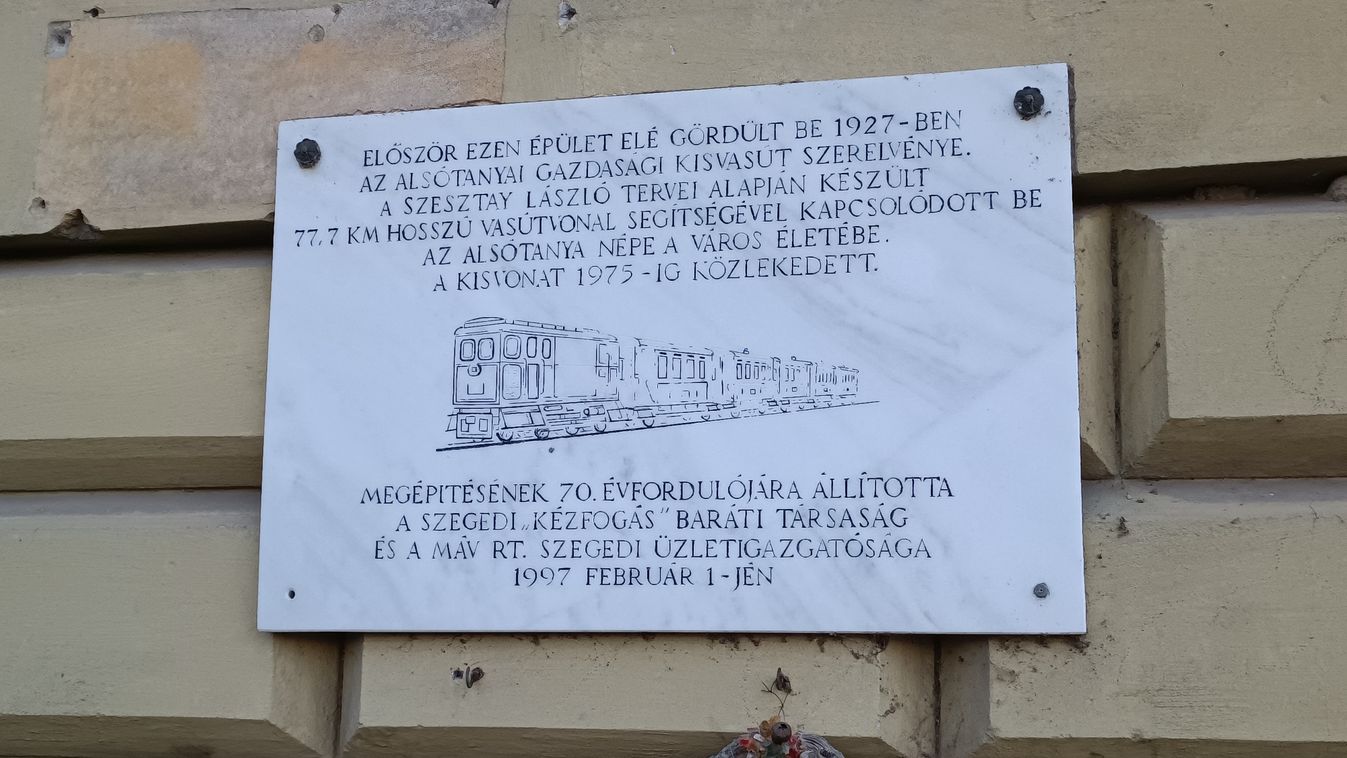 ELŐSZÖR EZEN ÉPÜLET ELÉ GÖRDÜLT BE 1927-BEN
AZ ALSÓTANYAI GAZDASÁGI KISVASÚT SZERELVÉNYE.
A SZESZTAY LÁSZLÓ TERVEI ALAPJÁN KÉSZÜLT
77,7 KM HOSSZÚ VASÚTVONAL SEGÍTSÉGÉVEL KAPCSOLÓDOTT BE
AZ ALSÓTANYA NÉPE A VÁROS ÉLETÉBE.
A KISVONAT 1975-IG KÖZLEKEDETT.
MEGÉPITÉSÉNEK 70. ÉVFORDULÓJÁRA ÁLLÍTOTTA
A SZEGEDI „KÉZFOGÁS" BARÁTI TÁRSASÁG
ÉS A MÁV RT. SZEGEDI ÜZLETIGAZGATÓSÁGA
1997 FEBRUÁR 1-JÉN